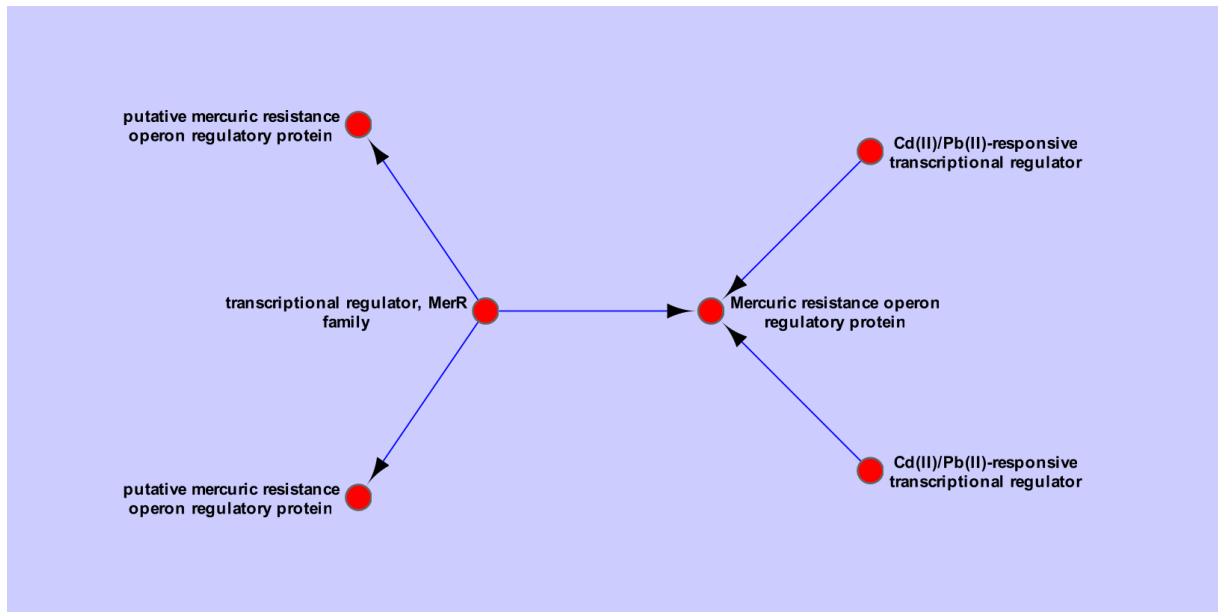 putative mercuric resistance
operon regulatory protein
Cd(II)/Pb(II)-responsive
transcriptional regulator
transcriptional regulator, MerR
family
Mercuric resistance operon
regulatory protein
putative mercuric resistance
operon regulatory protein
Cd(II)/Pb(II)-responsive
transcriptional regulator